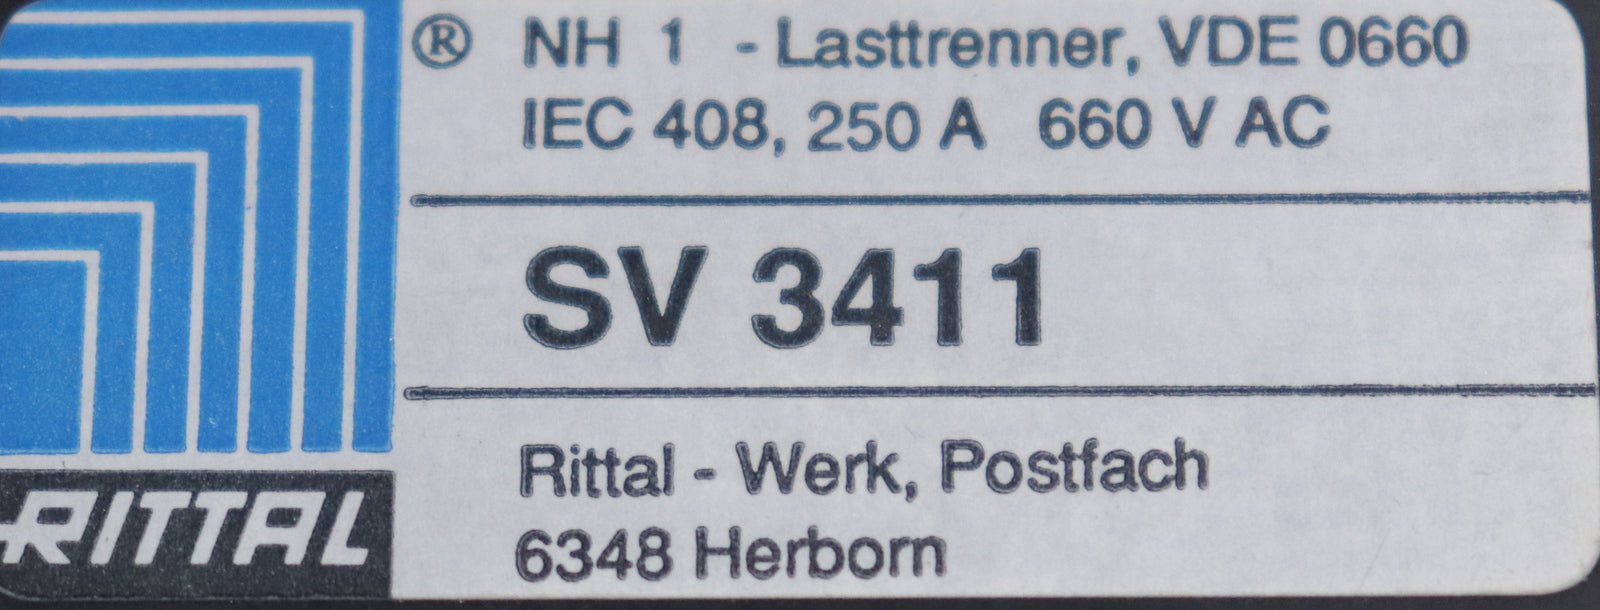 ® NH 1 - Lasttrenner, VDE 0660
IEC 408, 250 A 660 V AC
SV 3411
Rittal - Werk, Postfach
6348 Herborn
RITTAL